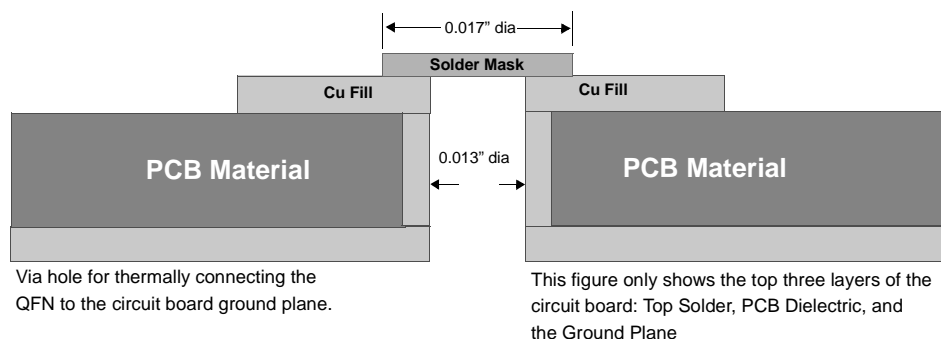 0.017” dia
Solder Mask
Cu Fill
Cu Fill
PCB Material
0.013” dia
PCB Material
Via hole for thermally connecting the
QFN to the circuit board ground plane.
This figure only shows the top three layers of the
circuit board: Top Solder, PCB Dielectric, and
the Ground Plane